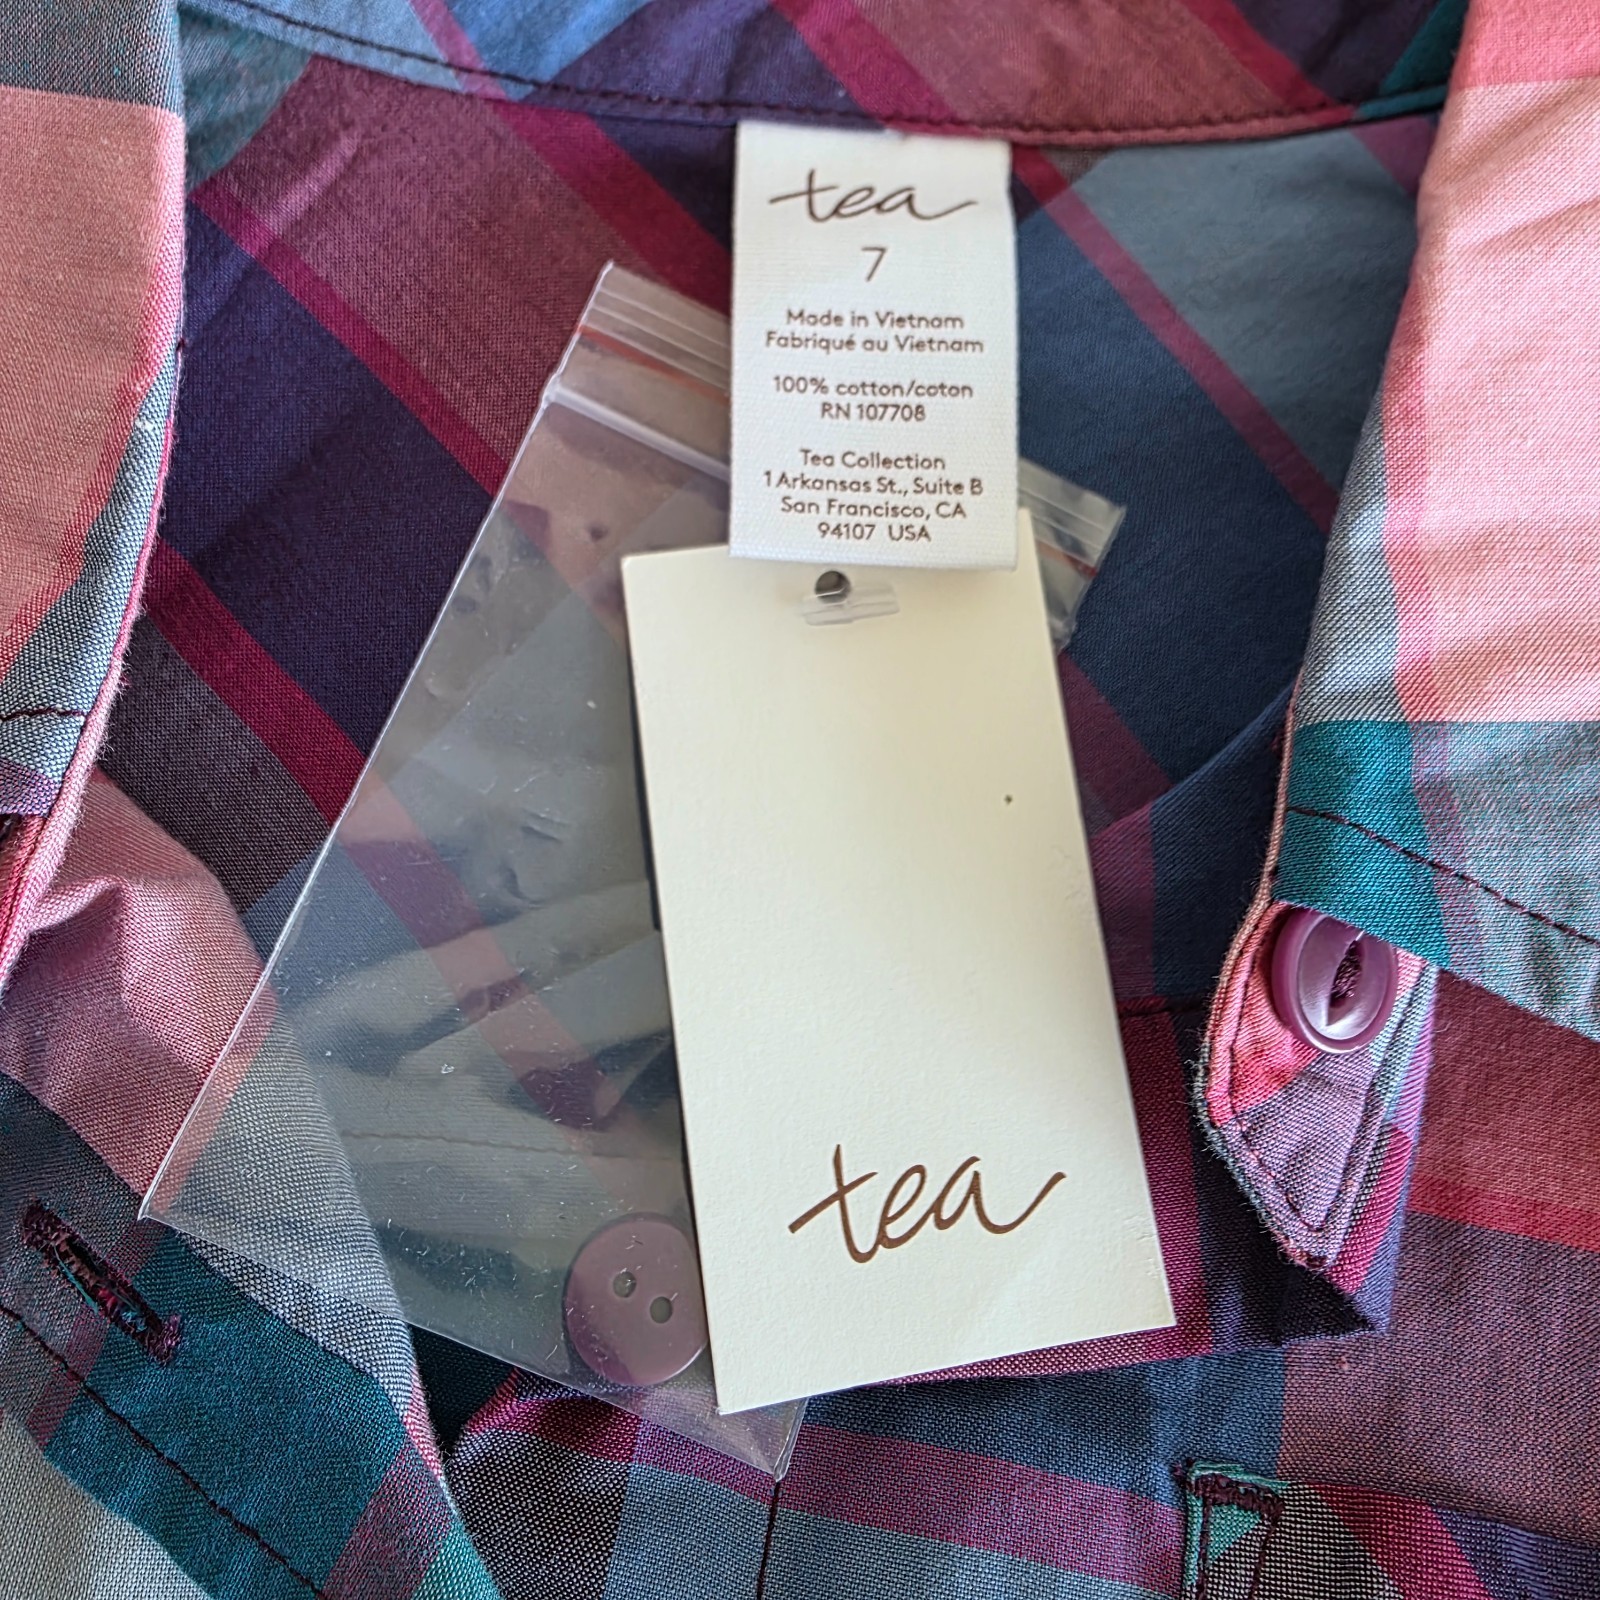 tea
7
Made in Vietnam
Fabriqué au Vietnam
100% cotton/coton
RN 107708
Tea Collection
1 Arkansas St., Suite B
San Francisco, CA
94107 USA
tea